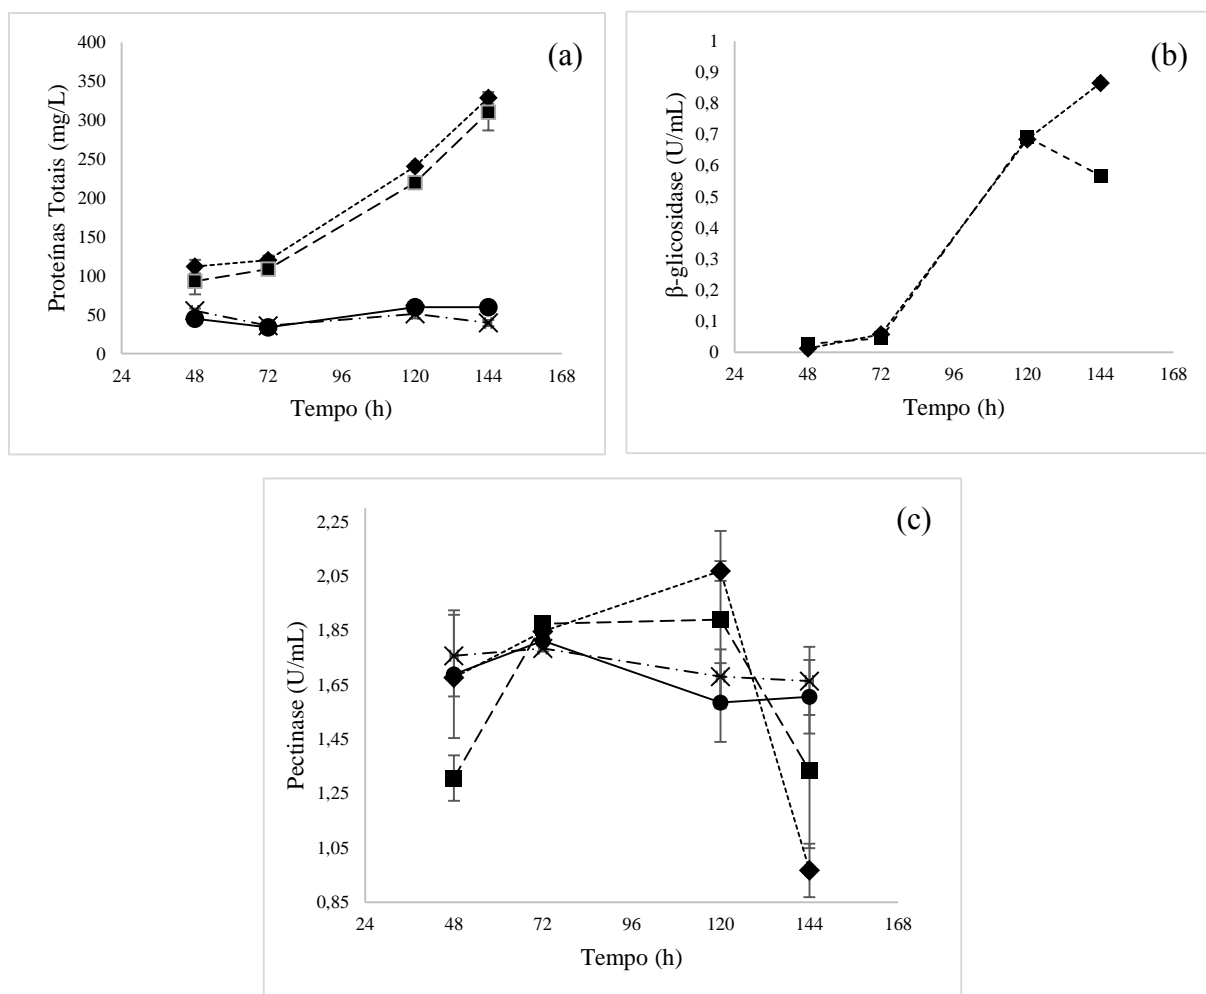 (a)
Proteínas Totais (mg/L)
400
350
300
250
200
150
100
50
0
24 48 72 96 120 144 168
Tempo (h)
(b)
β-glicosidase (U/mL)
1
0,9
0,8
0,7
0,6
0,5
0,4
0,3
0,2
0,1
0
24 48 72 96 120 144 168
Tempo (h)
(c)
Pectinase (U/mL)
2,25
2,05
1,85
1,65
1,45
1,25
1,05
0,85
24 48 72 96 120 144 168
Tempo (h)